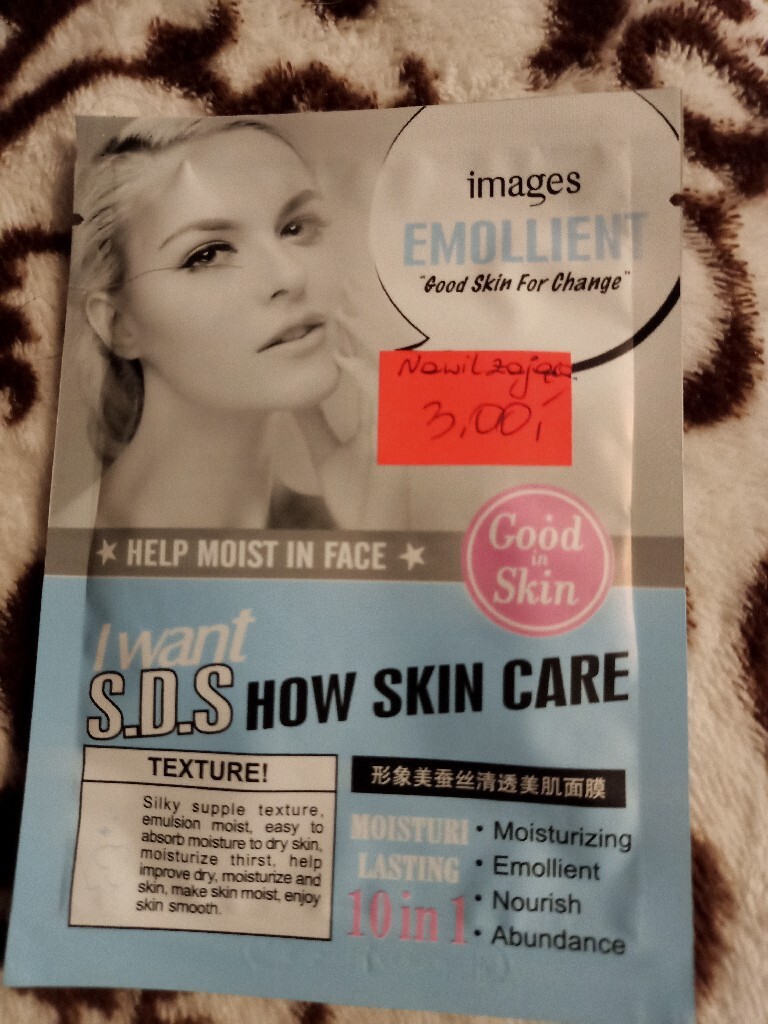 images
EMOLLIENT
"Good Skin For Change"
Nawilżająca
3,00,-
HELP MOIST IN FACE
Good
in
Skin
I want
S.D.S HOW SKIN CARE
TEXTURE!
Silky supple texture,
emulsion moist, easy to
absorb moisture to dry skin,
moisturize thirst, help
improve dry, moisturize and
skin, make skin moist, enjoy
skin smooth.
形象美蚕丝清透美肌面膜
MOISTURI
LASTING
10 in 1
• Moisturizing
• Emollient
• Nourish
• Abundance